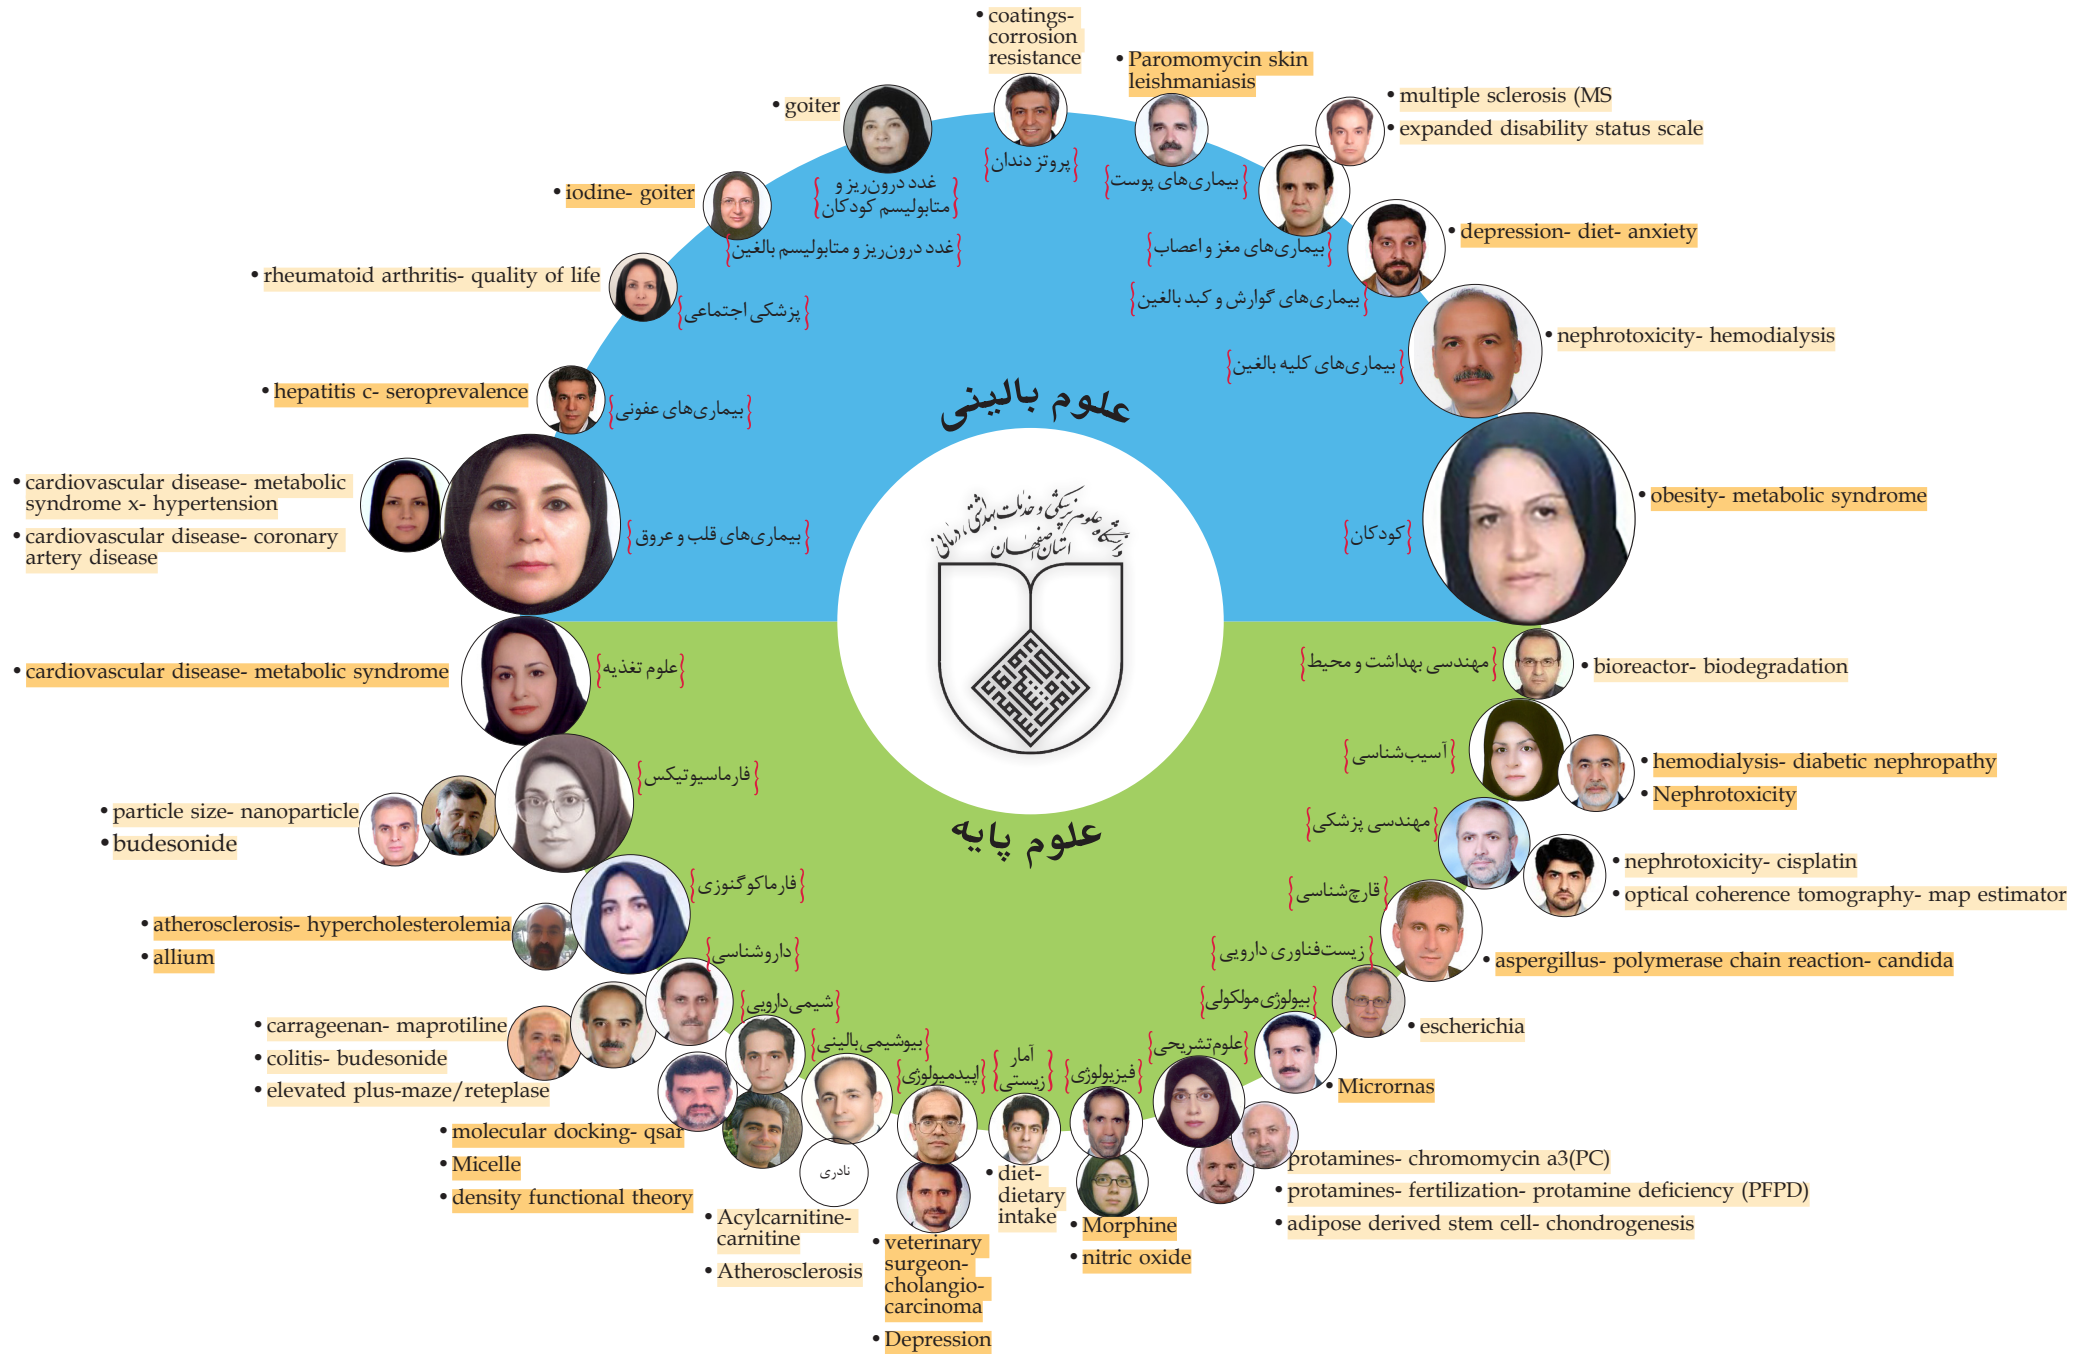 • coatings-
corrosion
resistance
• Paromomycin skin
leishmaniasis
• multiple sclerosis (MS
• expanded disability status scale
• goiter
{پروتز دندان}
{بیماری‌های پوست}
{غدد درون‌ریز و
متابولیسم کودکان}
• iodine- goiter
• depression- diet- anxiety
{بیماری‌های مغز و اعصاب}
{غدد درون‌ریز و متابولیسم بالغین}
• rheumatoid arthritis- quality of life
{بیماری‌های گوارش و کبد بالغین}
{پزشکی اجتماعی}
• nephrotoxicity- hemodialysis
{بیماری‌های کلیه بالغین}
• hepatitis c- seroprevalence
{بیماری‌های عفونی}
علوم بالینی
• cardiovascular disease- metabolic
syndrome x- hypertension
• cardiovascular disease- coronary
artery disease
{بیماری‌های قلب و عروق}
دانشگاه علوم پزشکی و خدمات بهداشتی، درمانی
استان اصفهان
{کودکان}
• obesity- metabolic syndrome
• cardiovascular disease- metabolic syndrome
{علوم تغذیه}
{مهندسی بهداشت و محیط}
• bioreactor- biodegradation
{آسیب‌شناسی}
• hemodialysis- diabetic nephropathy
• Nephrotoxicity
{فارماسیوتیکس}
• particle size- nanoparticle
• budesonide
{مهندسی پزشکی}
علوم پایه
• nephrotoxicity- cisplatin
• optical coherence tomography- map estimator
{فارماکوگنوزی}
{قارچ‌شناسی}
• atherosclerosis- hypercholesterolemia
• allium
{داروشناسی}
{زیست‌فناوری دارویی}
• aspergillus- polymerase chain reaction- candida
{شیمی دارویی}
{بیولوژی مولکولی}
• escherichia
• carrageenan- maprotiline
• colitis- budesonide
• elevated plus-maze/reteplase
{بیوشیمی بالینی}
{اپیدمیولوژی}
{آمار
زیستی}
{فیزیولوژی}
{علوم تشریحی}
• Micrornas
• molecular docking- qsar
• Micelle
• density functional theory
نادری
• Acylcarnitine-
carnitine
• Atherosclerosis
• veterinary
surgeon-
cholangio-
carcinoma
• Depression
• diet-
dietary
intake
• Morphine
• nitric oxide
protamines- chromomycin a3(PC)
• protamines- fertilization- protamine deficiency (PFPD)
• adipose derived stem cell- chondrogenesis